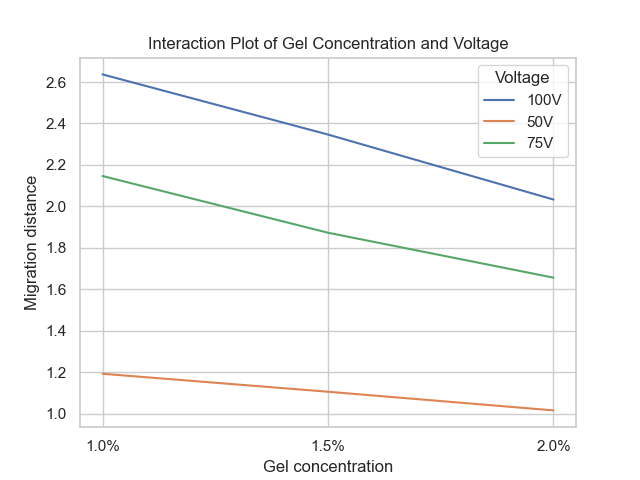 Interaction Plot of Gel Concentration and Voltage
Voltage
100V
50V
75V
Migration distance
2.6
2.4
2.2
2.0
1.8
1.6
1.4
1.2
1.0
1.0%
1.5%
2.0%
Gel concentration